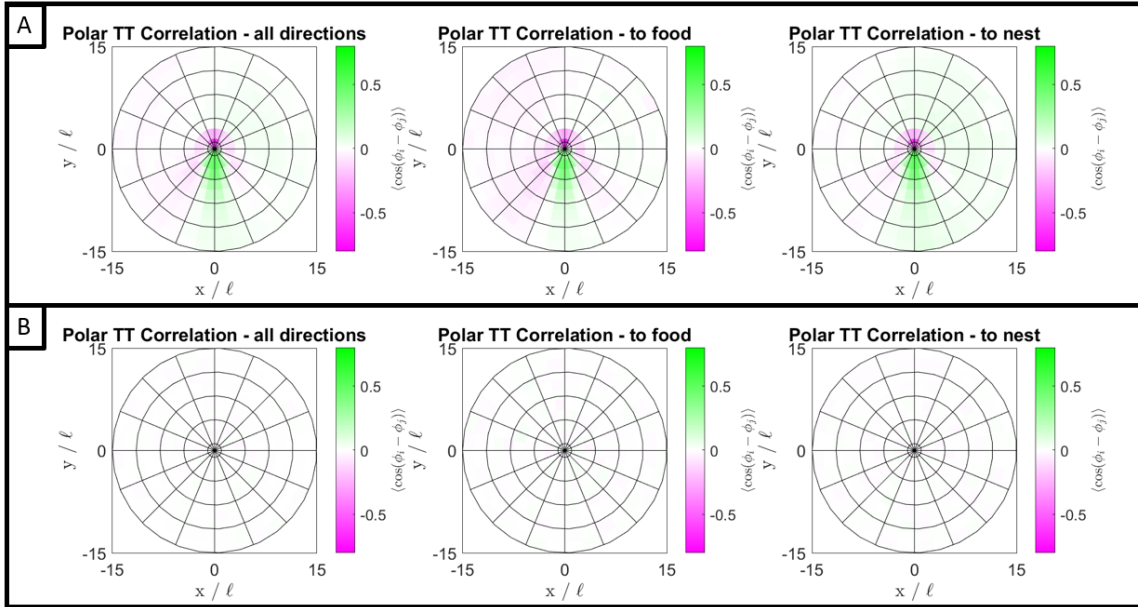 A
Polar TT Correlation - all directions
Polar TT Correlation - to food
Polar TT Correlation - to nest
15
0
-15
y / ℓ
-15 0 15
x / ℓ
0.5
0
-0.5
⟨cos(ϕᵢ − ϕⱼ)⟩
15
0
-15
y / ℓ
-15 0 15
x / ℓ
0.5
0
-0.5
⟨cos(ϕᵢ − ϕⱼ)⟩
15
0
-15
y / ℓ
-15 0 15
x / ℓ
0.5
0
-0.5
⟨cos(ϕᵢ − ϕⱼ)⟩
B
Polar TT Correlation - all directions
Polar TT Correlation - to food
Polar TT Correlation - to nest
15
0
-15
y / ℓ
-15 0 15
x / ℓ
0.5
0
-0.5
⟨cos(ϕᵢ − ϕⱼ)⟩
15
0
-15
y / ℓ
-15 0 15
x / ℓ
0.5
0
-0.5
⟨cos(ϕᵢ − ϕⱼ)⟩
15
0
-15
y / ℓ
-15 0 15
x / ℓ
0.5
0
-0.5
⟨cos(ϕᵢ − ϕⱼ)⟩